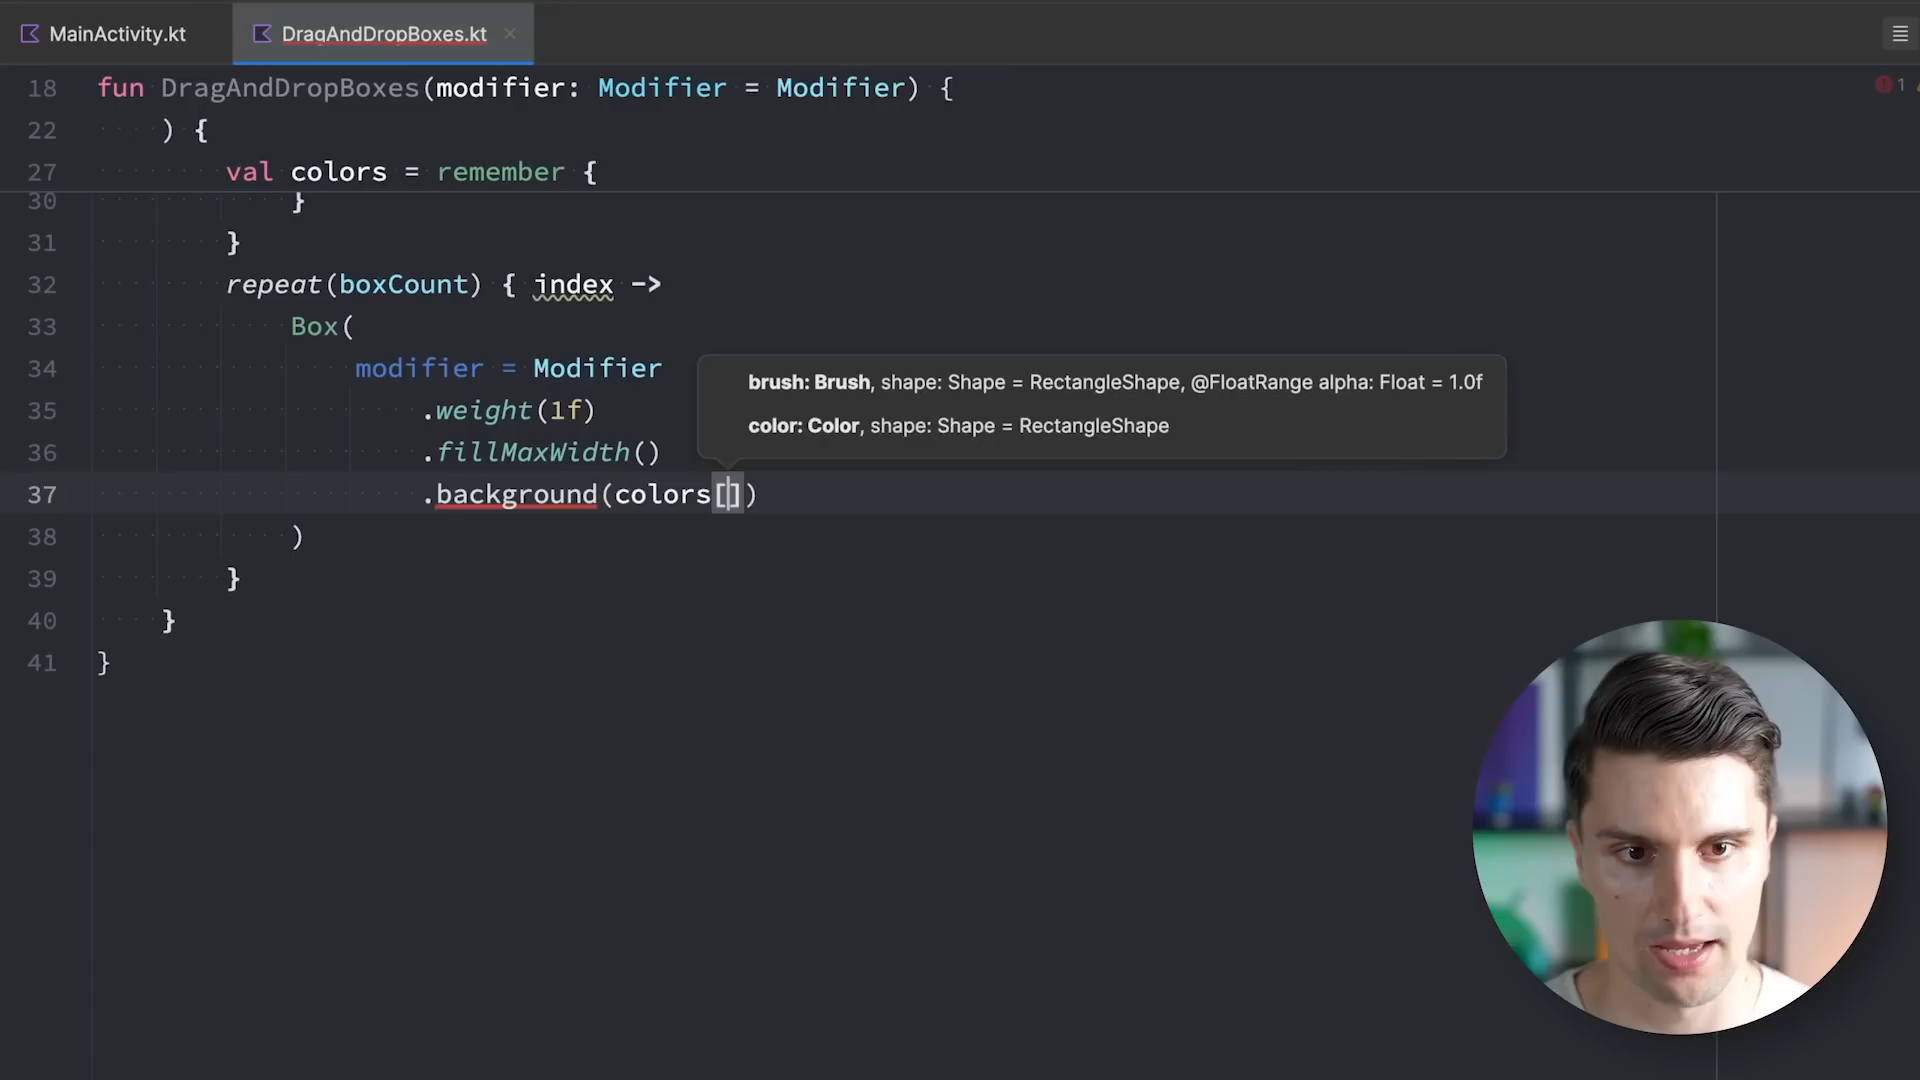 MainActivity.kt
DragAndDropBoxes.kt
18 fun DragAndDropBoxes(modifier: Modifier = Modifier) {
1
22 ) {
27 val colors = remember {
30 }
31 }
32 repeat(boxCount) { index ->
33 Box(
34 modifier = Modifier
brush: Brush, shape: Shape = RectangleShape, @FloatRange alpha: Float = 1.0f
35 .weight(1f)
color: Color, shape: Shape = RectangleShape
36 .fillMaxWidth()
37 .background(colors[])
38 )
39 }
40 }
41 }